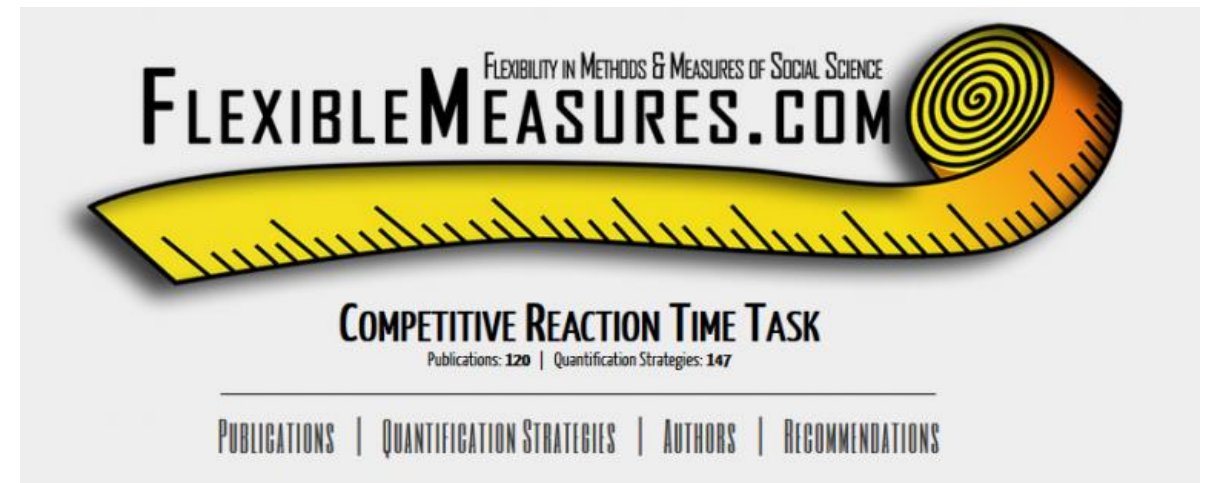 Flexibility in Methods & Measures of Social Science
FlexibleMeasures.com
Competitive Reaction Time Task
Publications: 120 | Quantification Strategies: 147
Publications | Quantification Strategies | Authors | Recommendations